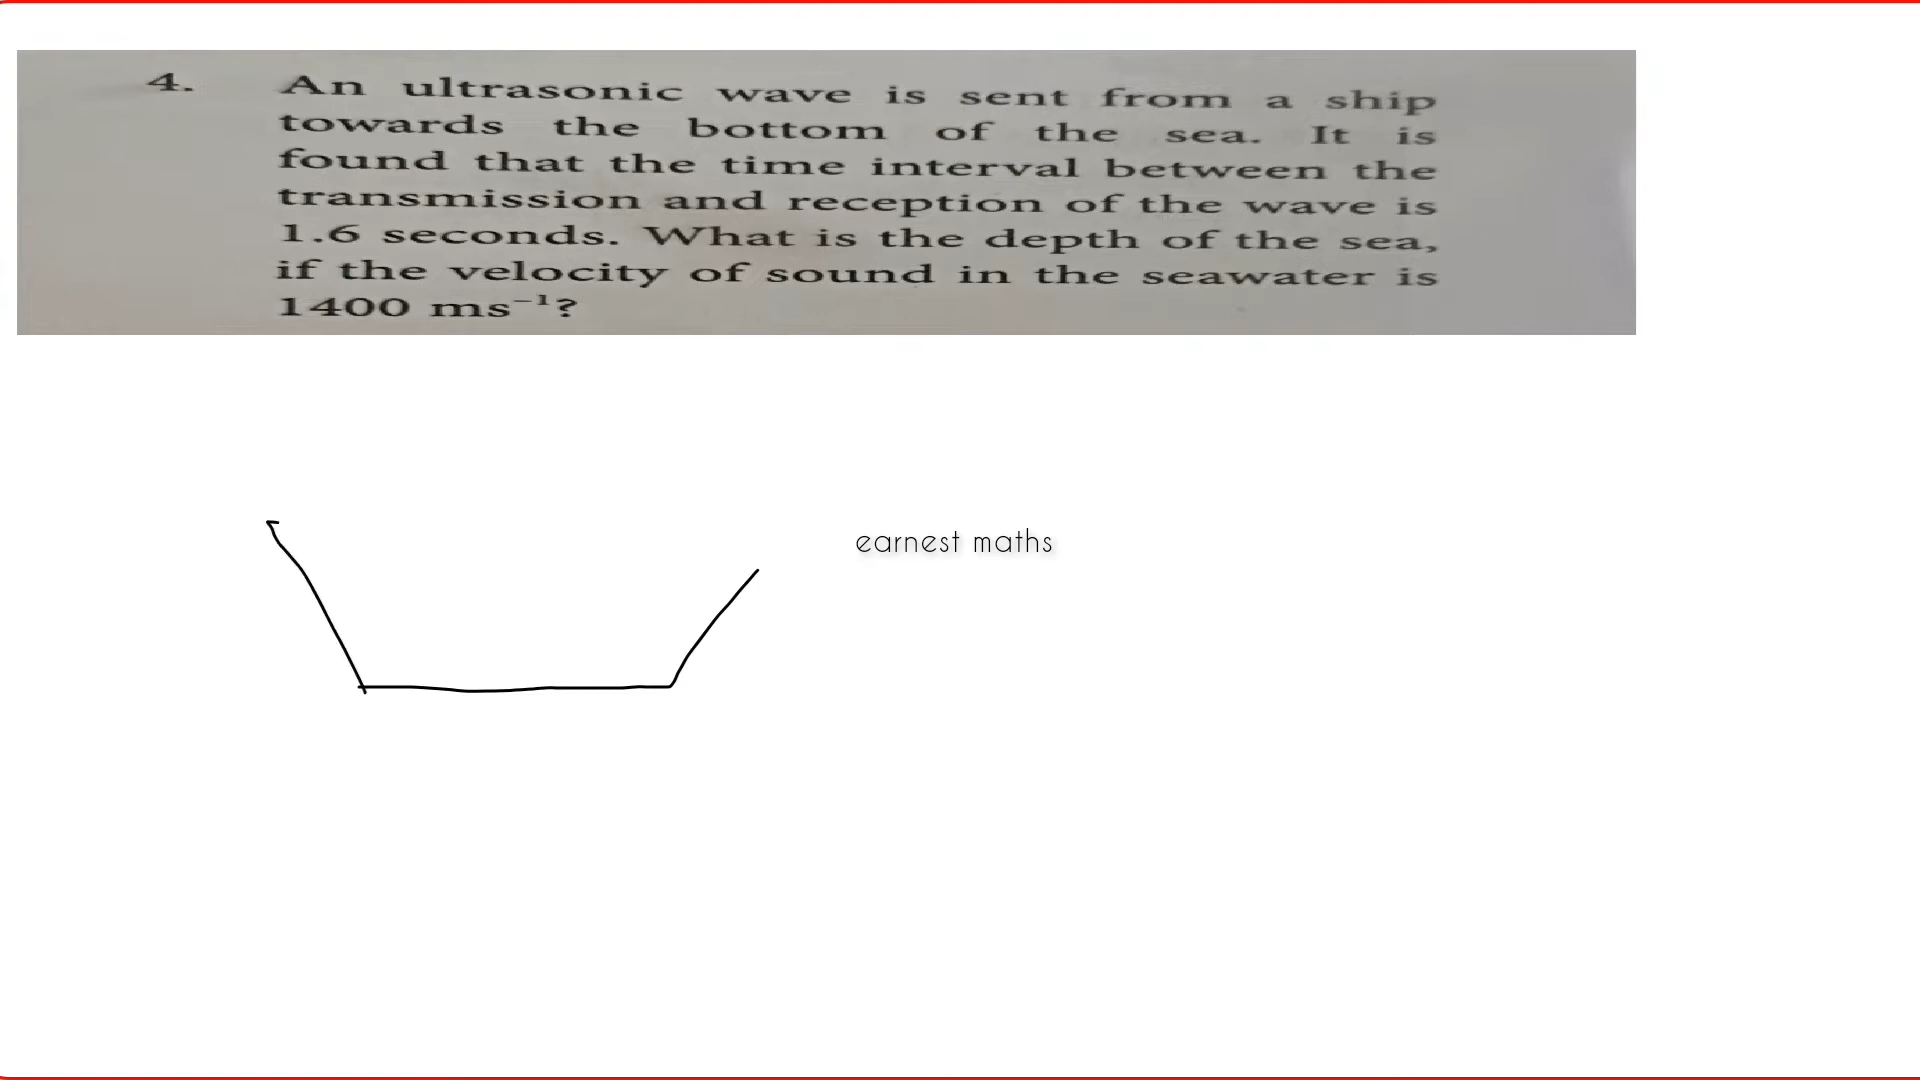 4. An ultrasonic wave is sent from a ship
towards the bottom of the sea. It is
found that the time interval between the
transmission and reception of the wave is
1.6 seconds. What is the depth of the sea,
if the velocity of sound in the seawater is
1400 ms⁻¹?
earnest maths